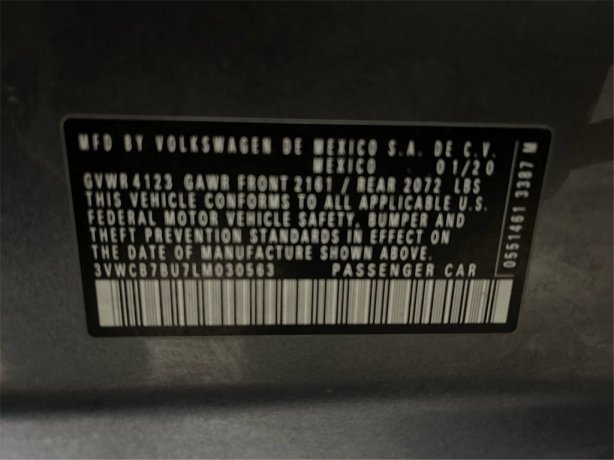 MFD BY VOLKSWAGEN DE MEXICO S.A. DE C.V.
MEXICO 01/20
GVWR 4123 GAWR FRONT 2161 / REAR 2072 LBS
THIS VEHICLE CONFORMS TO ALL APPLICABLE U.S.
FEDERAL MOTOR VEHICLE SAFETY, BUMPER AND
THEFT PREVENTION STANDARDS IN EFFECT ON
THE DATE OF MANUFACTURE SHOWN ABOVE.
3VWCB7BU7LM030563 PASSENGER CAR
0551461 3387 M